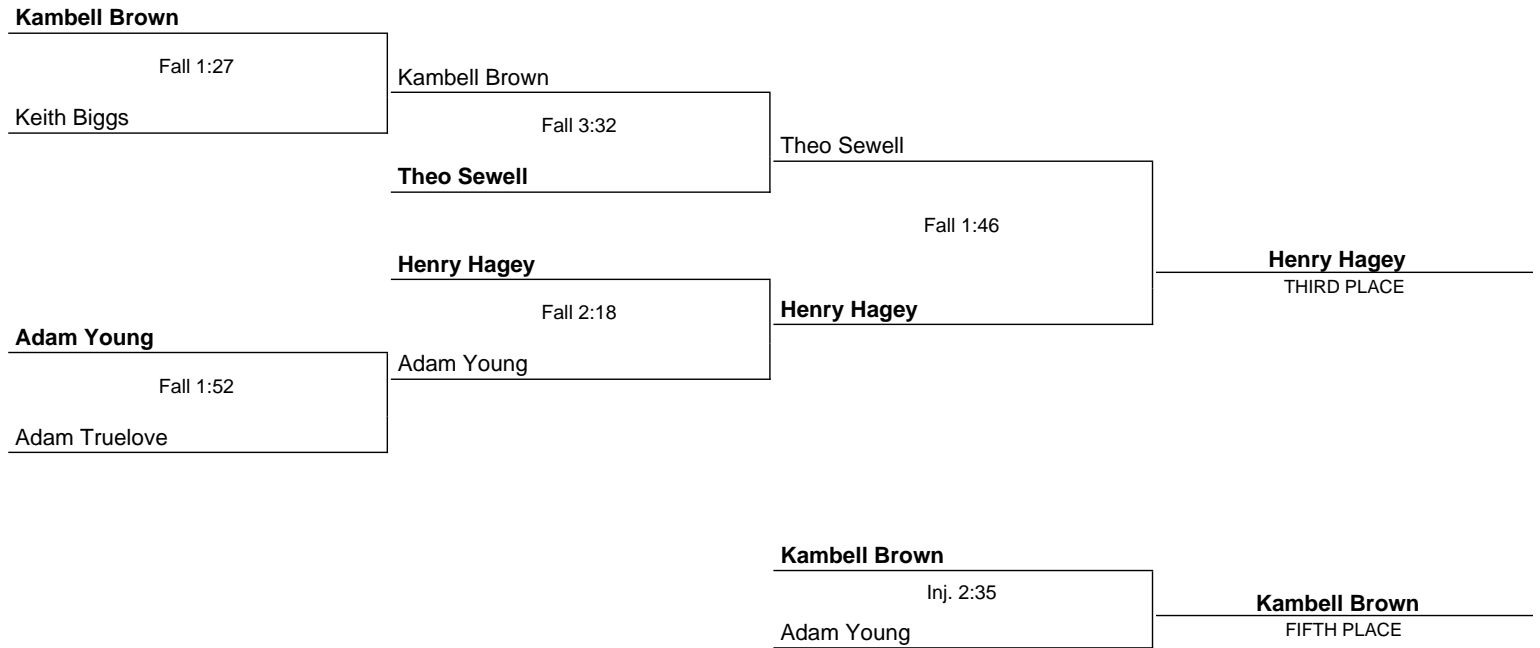 Kambell Brown
Fall 1:27
Keith Biggs
Kambell Brown
Fall 3:32
Theo Sewell
Theo Sewell
Fall 1:46
Henry Hagey
Henry Hagey
Fall 2:18
Adam Young
Henry Hagey
THIRD PLACE
Adam Young
Fall 1:52
Adam Truelove
Kambell Brown
Inj. 2:35
Adam Young
Kambell Brown
FIFTH PLACE